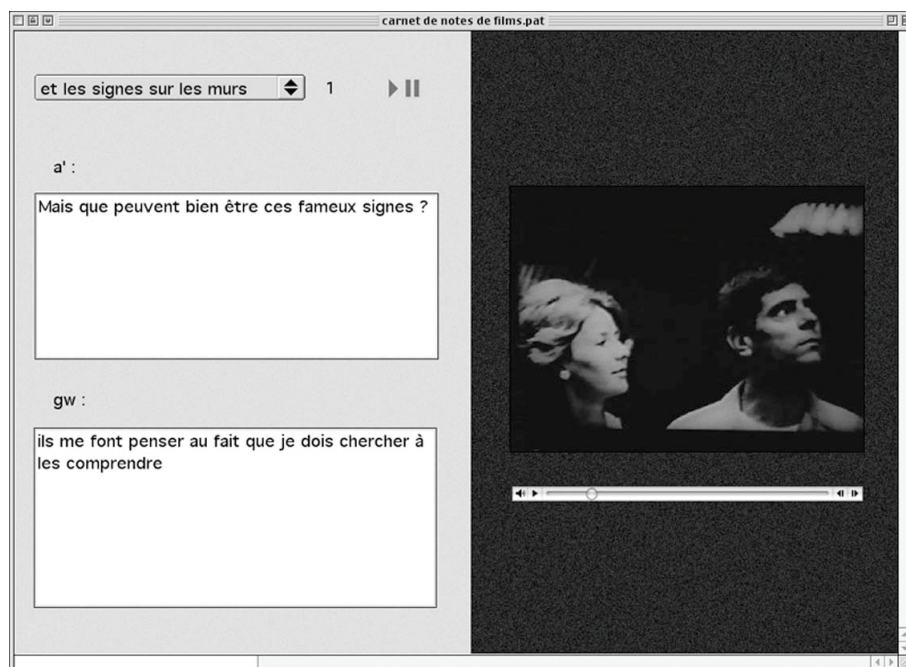 carnet de notes de films.pat
et les signes sur les murs
1
a' :
Mais que peuvent bien être ces fameux signes ?
gw :
ils me font penser au fait que je dois chercher à
les comprendre